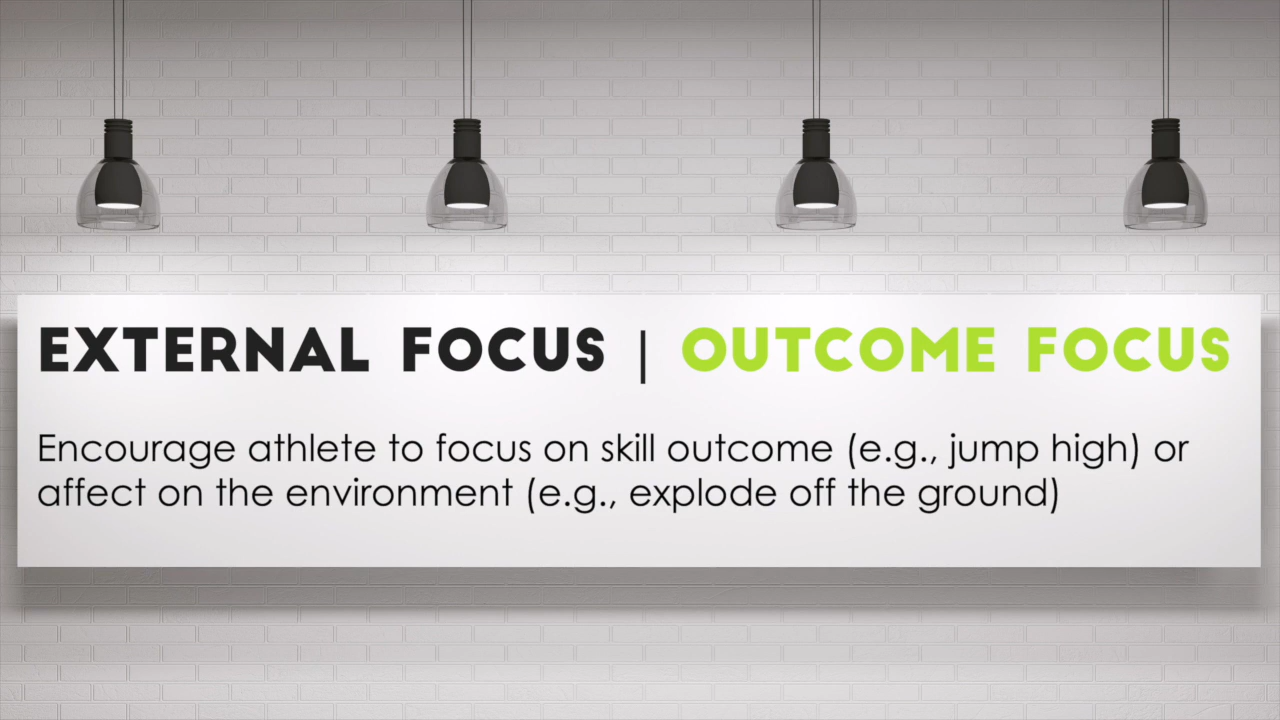 EXTERNAL FOCUS | OUTCOME FOCUS
Encourage athlete to focus on skill outcome (e.g., jump high) or
affect on the environment (e.g., explode off the ground)